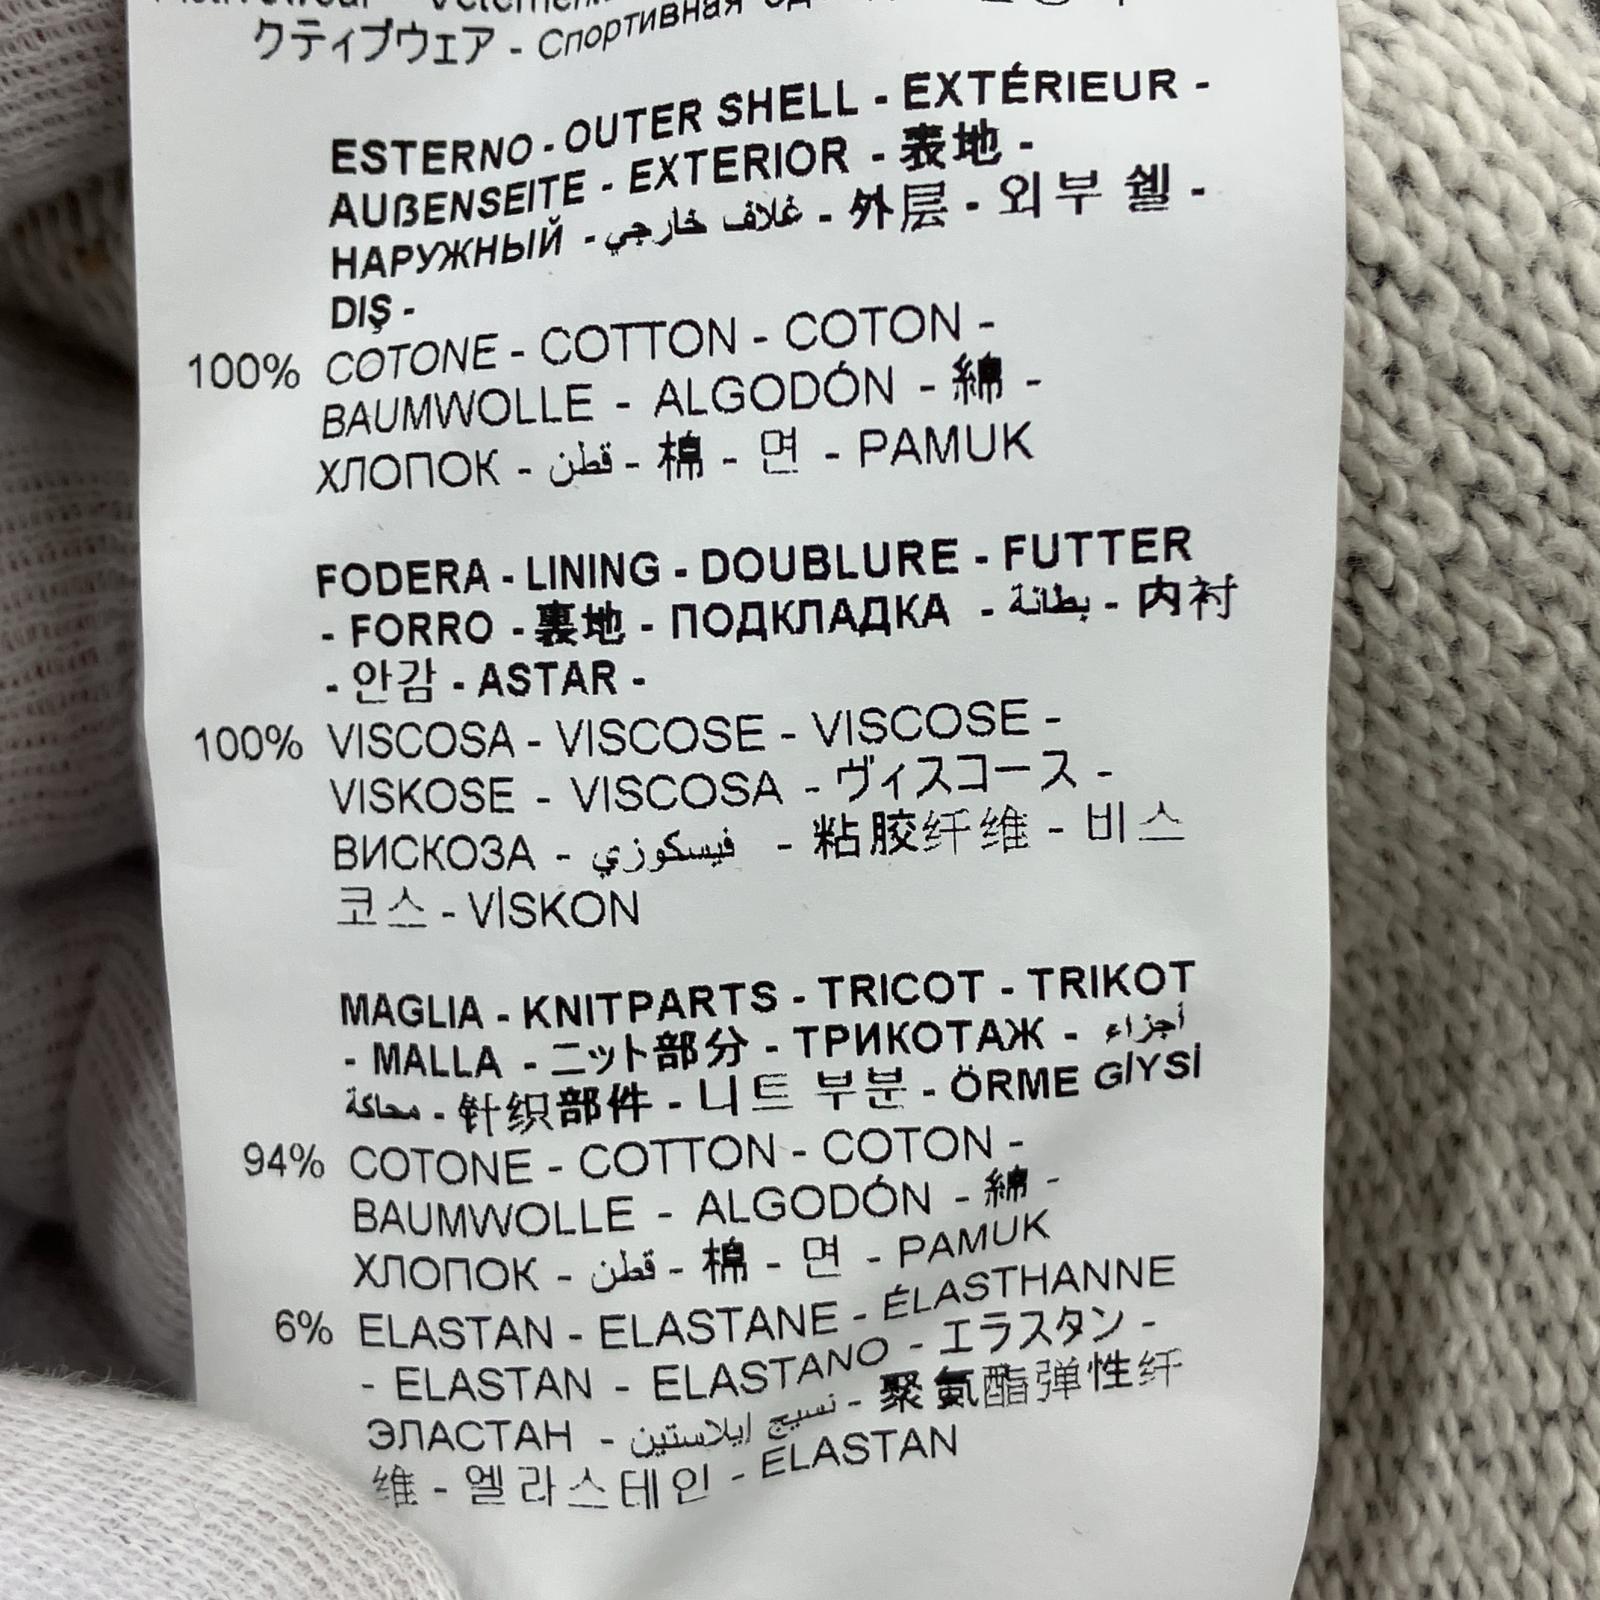 クティブウェア - Спортивная
ESTERNO - OUTER SHELL - EXTÉRIEUR -
AUßENSEITE - EXTERIOR - 表地 -
НАРУЖНЫЙ - غلاف خارجي - 外层 - 외부 쉘 -
DIŞ -
100% COTONE - COTTON - COTON -
BAUMWOLLE - ALGODÓN - 綿 -
ХЛОПОК - قطن - 棉 - 면 - PAMUK
FODERA - LINING - DOUBLURE - FUTTER
- FORRO - 裏地 - ПОДКЛАДКА - بطانة - 内衬
- 안감 - ASTAR -
100% VISCOSA - VISCOSE - VISCOSE -
VISKOSE - VISCOSA - ヴィスコース -
ВИСКОЗА - فيسكوزي - 粘胶纤维 - 비스
코스 - VİSKON
MAGLIA - KNITPARTS - TRICOT - TRIKOT
- MALLA - ニット部分 - ТРИКОТАЖ - أجزاء
محاكة - 针织部件 - 니트 부분 - ÖRME GİYSİ
94% COTONE - COTTON - COTON -
BAUMWOLLE - ALGODÓN - 綿 -
ХЛОПОК - قطن - 棉 - 면 - PAMUK
6% ELASTAN - ELASTANE - ÉLASTHANNE
- ELASTAN - ELASTANO - エラスタン -
ЭЛАСТАН - نسيج إيلاستين - 聚氨酯弹性纤
维 - 엘라스테인 - ELASTAN